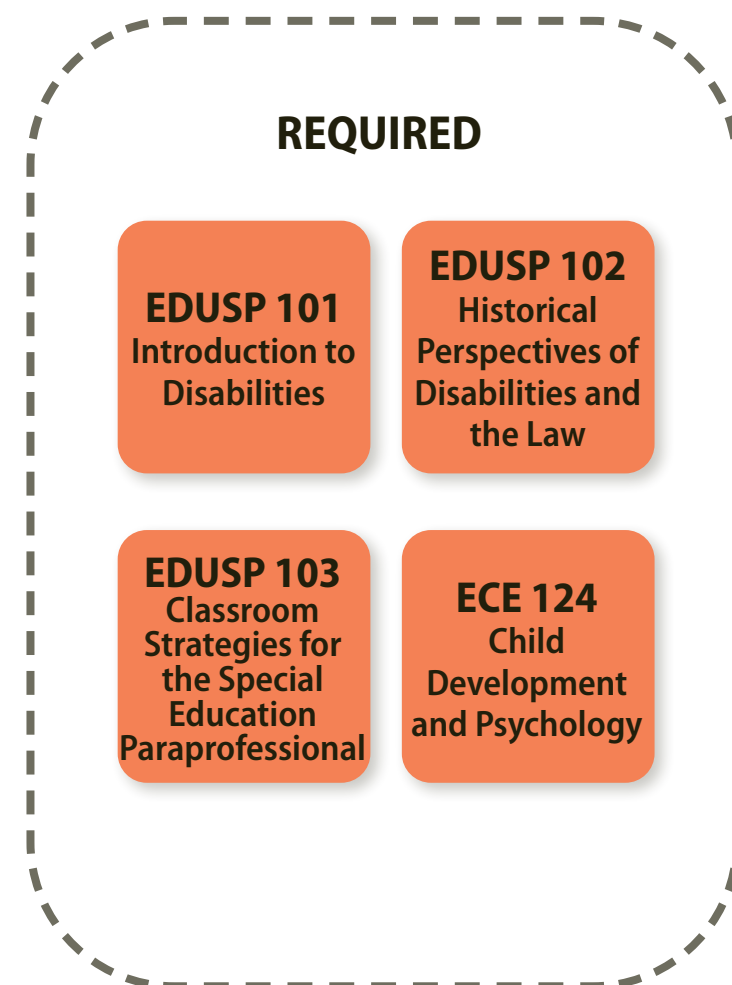 REQUIRED
EDUSP 101
Introduction to
Disabilities
EDUSP 102
Historical
Perspectives of
Disabilities and
the Law
EDUSP 103
Classroom
Strategies for
the Special
Education
Paraprofessional
ECE 124
Child
Development
and Psychology